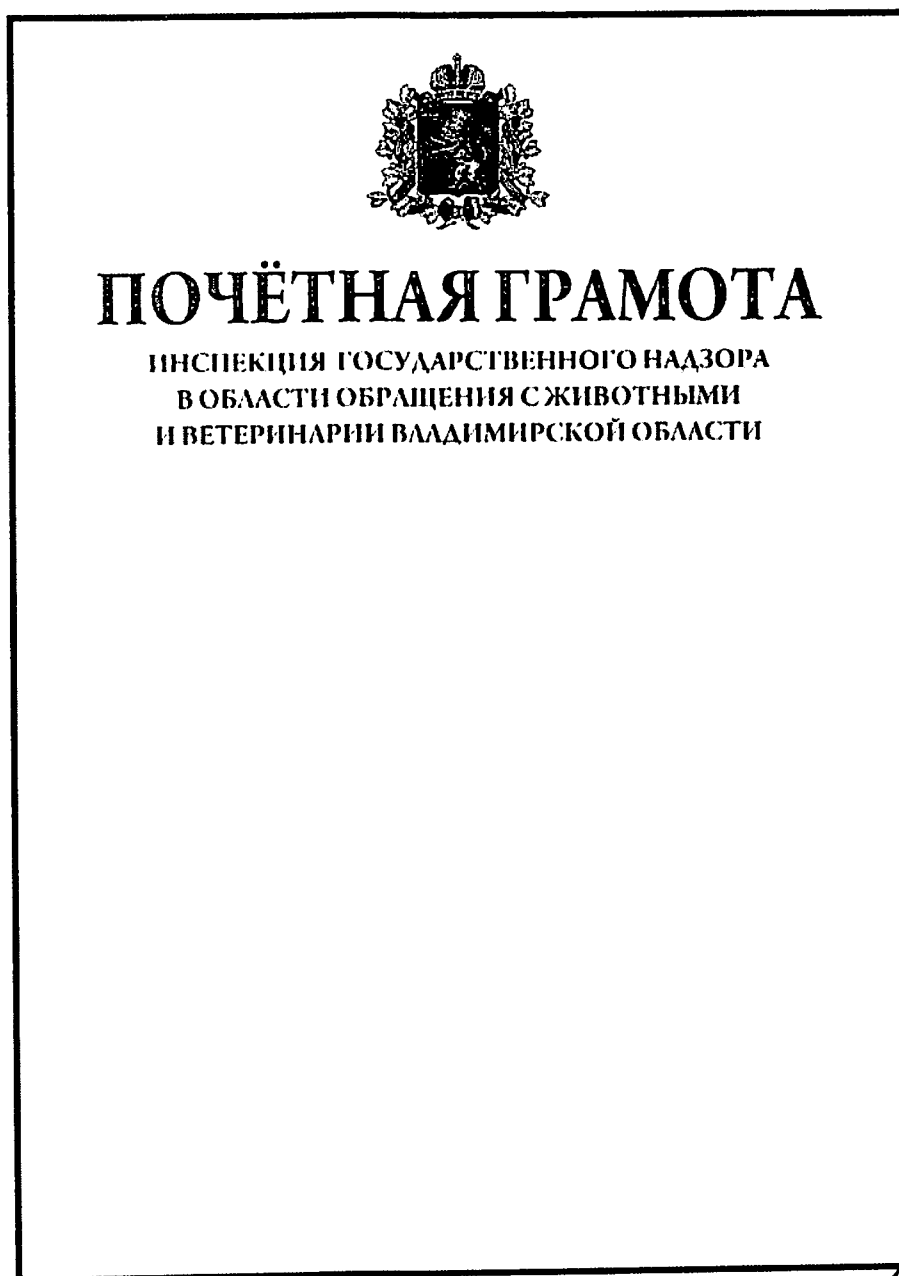 ПОЧЁТНАЯ ГРАМОТА
ИНСПЕКЦИЯ ГОСУДАРСТВЕННОГО НАДЗОРА
В ОБЛАСТИ ОБРАЩЕНИЯ С ЖИВОТНЫМИ
И ВЕТЕРИНАРИИ ВЛАДИМИРСКОЙ ОБЛАСТИ